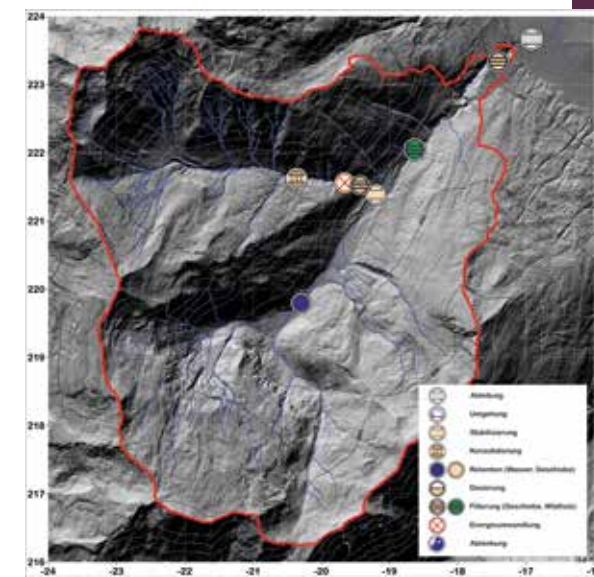 224
223
222
221
220
219
218
217
216
-24
-23
-22
-21
-20
-19
-18
-17
Ableitung
Umgehung
Stabilisierung
Konsolidierung
Retention (Wasser, Geschiebe)
Dosierung
Filterung (Geschiebe, Wildholz)
Energieumwandlung
Ablenkung